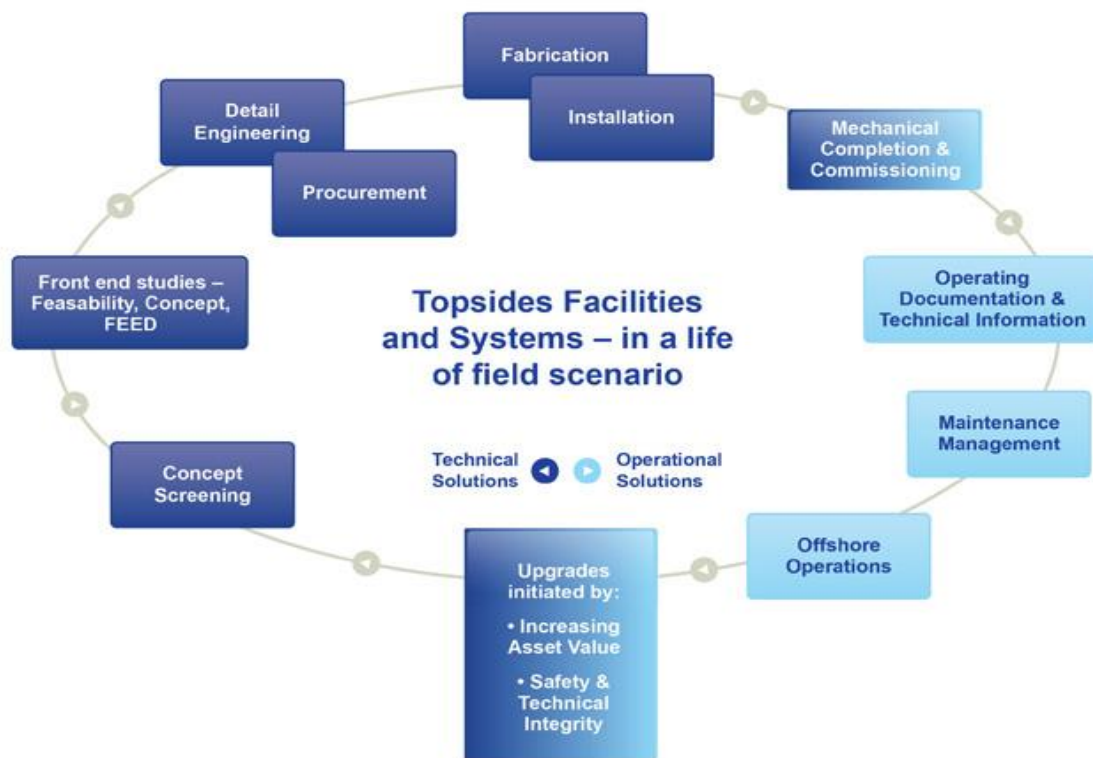 Fabrication
Installation
Detail
Engineering
Procurement
Mechanical
Completion &
Commissioning
Front end studies –
Feasability, Concept,
FEED
Topsides Facilities
and Systems – in a life
of field scenario
Operating
Documentation &
Technical Information
Maintenance
Management
Technical
Solutions
Operational
Solutions
Concept
Screening
Offshore
Operations
Upgrades
initiated by:
• Increasing
Asset Value
• Safety &
Technical
Integrity